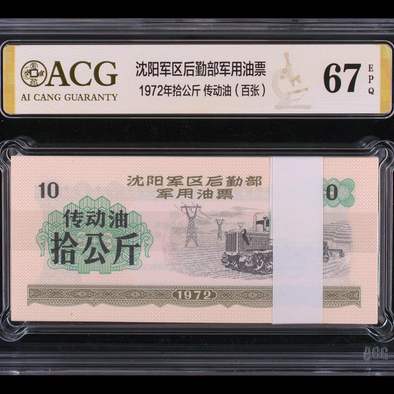 ACG
AI CANG GUARANTY
沈阳军区后勤部军用油票
1972年拾公斤 传动油（百张）
67
EPQ
10
沈阳军区后勤部
军用油票
0
传动油
拾公斤
1972
ACG